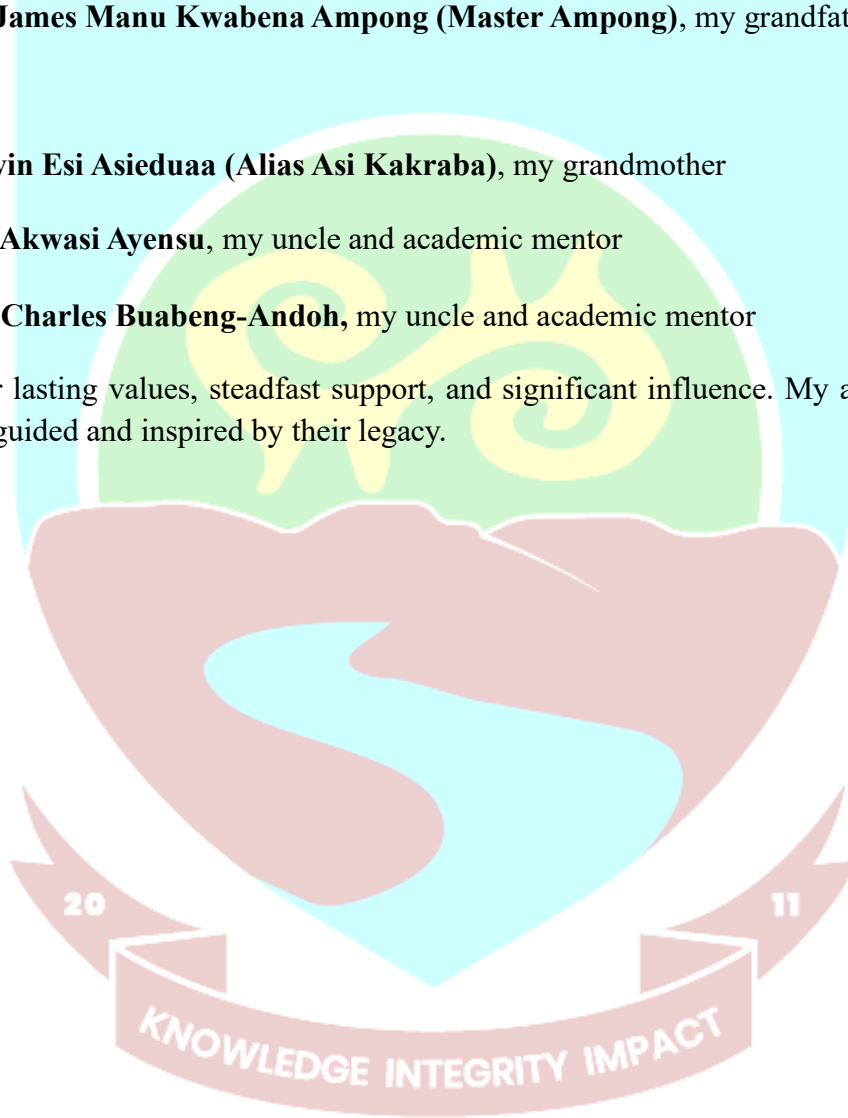 James Manu Kwabena Ampong (Master Ampong), my grandfat
vin Esi Asieduaa (Alias Asi Kakraba), my grandmother
Akwasi Ayensu, my uncle and academic mentor
Charles Buabeng-Andoh, my uncle and academic mentor
r lasting values, steadfast support, and significant influence. My a
guided and inspired by their legacy.
20 11
KNOWLEDGE INTEGRITY IMPACT